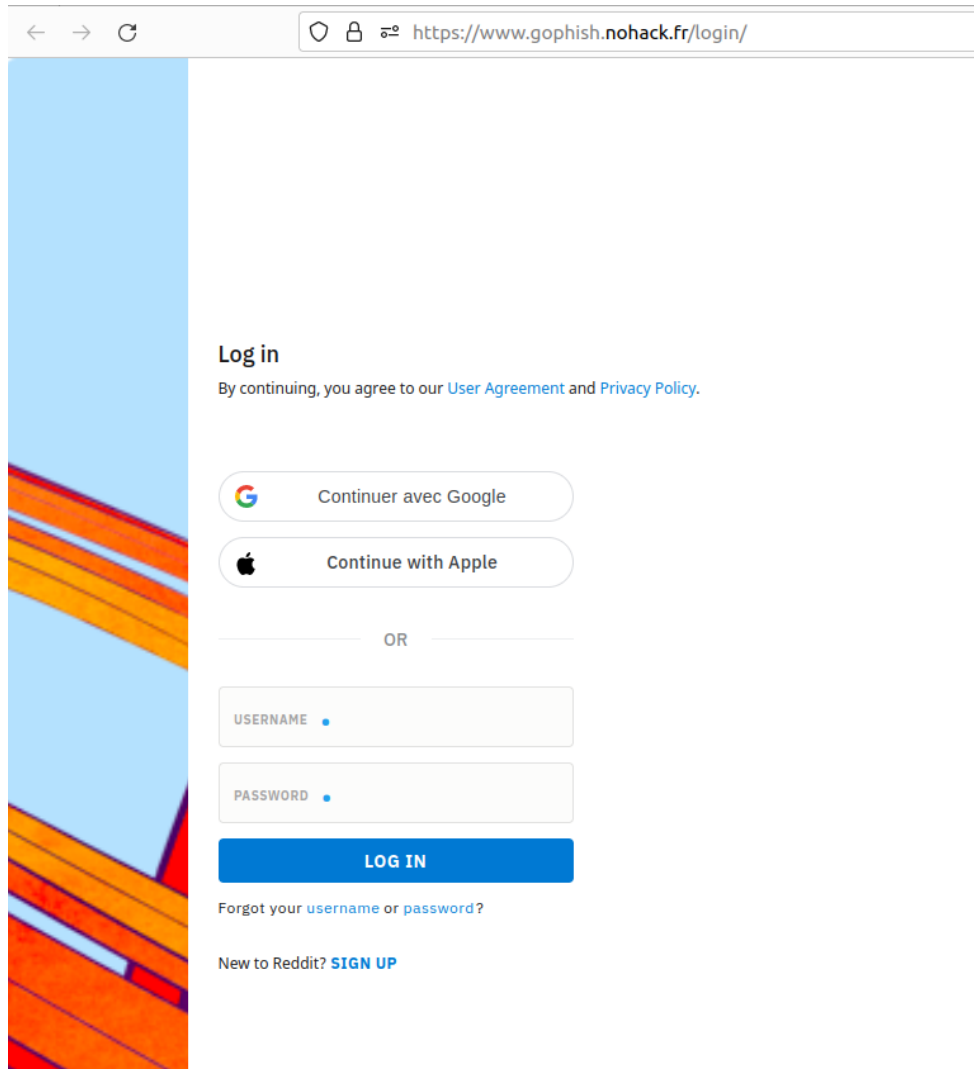 https://www.gophish.nohack.fr/login/
Log in
By continuing, you agree to our User Agreement and Privacy Policy.
Continuer avec Google
Continue with Apple
OR
USERNAME
PASSWORD
LOG IN
Forgot your username or password?
New to Reddit? SIGN UP